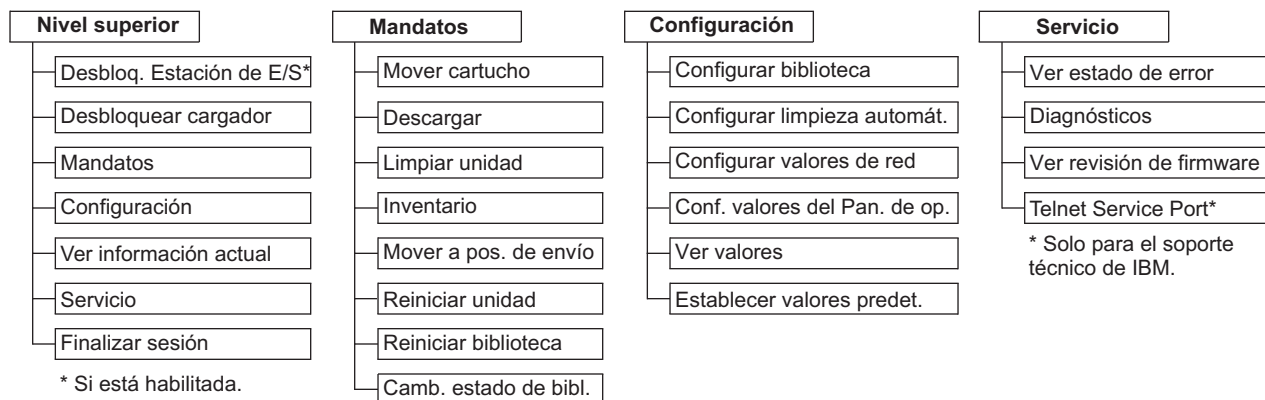 Nivel superior
Desbloq. Estación de E/S*
Desbloquear cargador
Mandatos
Configuración
Ver información actual
Servicio
Finalizar sesión
* Si está habilitada.
Mandatos
Mover cartucho
Descargar
Limpiar unidad
Inventario
Mover a pos. de envío
Reiniciar unidad
Reiniciar biblioteca
Camb. estado de bibl.
Configuración
Configurar biblioteca
Configurar limpieza automát.
Configurar valores de red
Conf. valores del Pan. de op.
Ver valores
Establecer valores predet.
Servicio
Ver estado de error
Diagnósticos
Ver revisión de firmware
Telnet Service Port*
* Solo para el soporte
técnico de IBM.